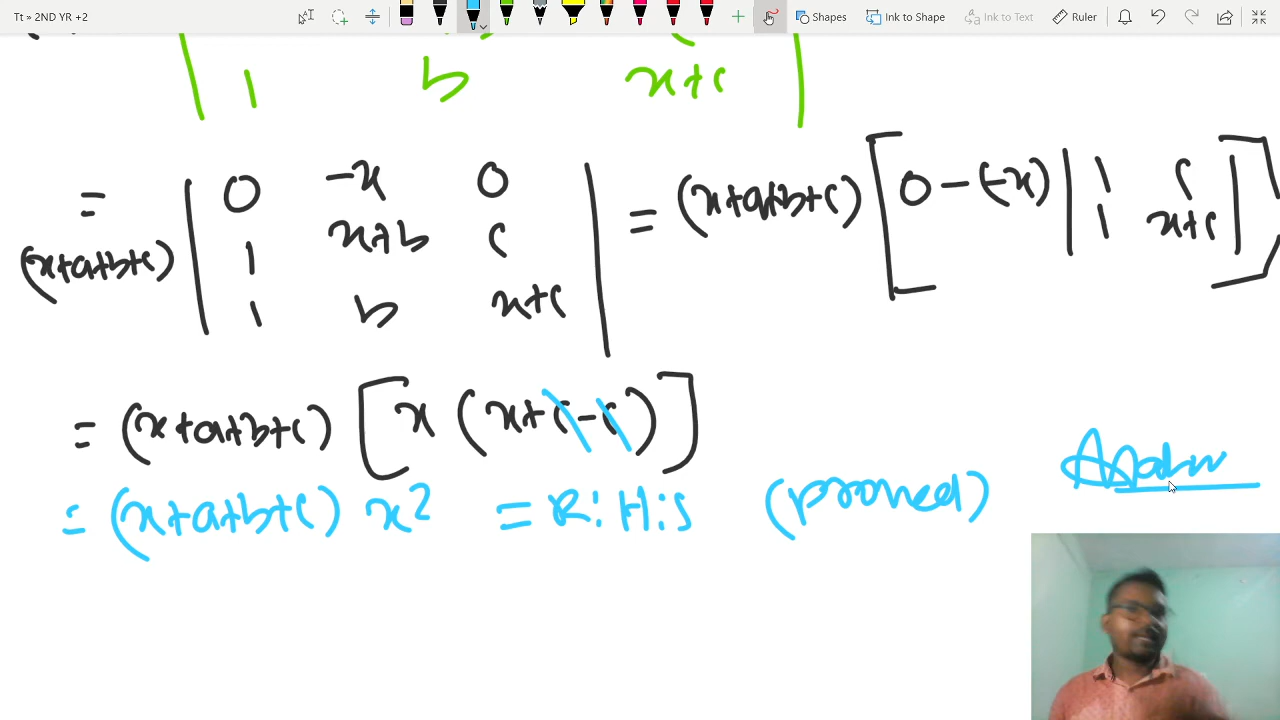 Tt » 2ND YR +2
Shapes Ink to Shape Ink to Text Ruler
1 b x+c
= (x+a+b+c) | 0 -x 0 | = (x+a+b+c) [ 0 - (-x) | 1 c |
1 x+b c | 1 x+c | ]
1 b x+c |
= (x+a+b+c) [ x (x+c-c) ]
= (x+a+b+c) x² = R.H.S (proved)